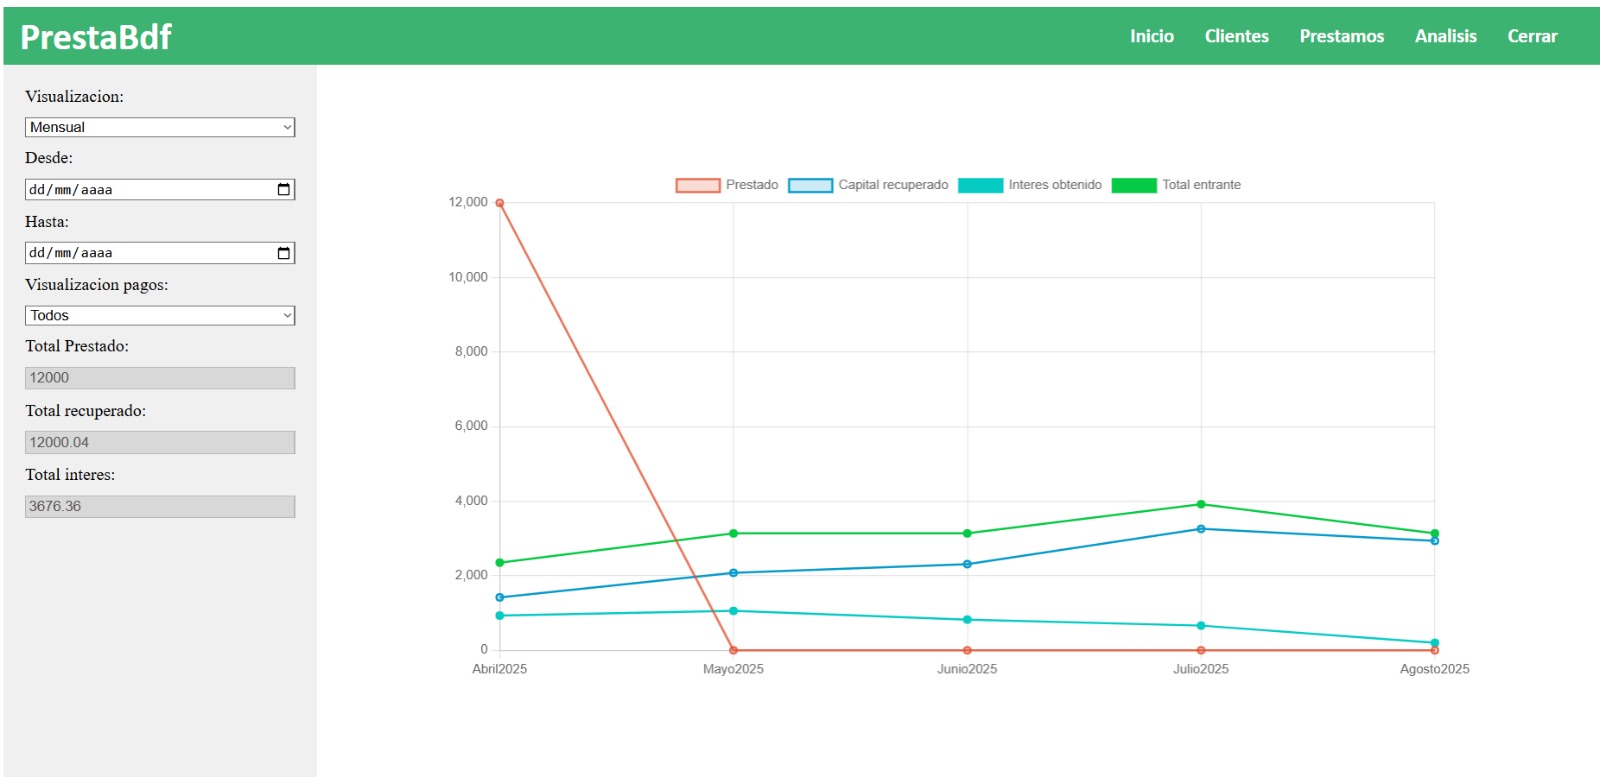 PrestaBdf
Inicio Clientes Prestamos Analisis Cerrar
Visualizacion:
Mensual
Desde:
dd/mm/aaaa
Hasta:
dd/mm/aaaa
Visualizacion pagos:
Todos
Total Prestado:
12000
Total recuperado:
12000.04
Total interes:
3676.36
Prestado Capital recuperado Interes obtenido Total entrante
12,000
10,000
8,000
6,000
4,000
2,000
0
Abril2025 Mayo2025 Junio2025 Julio2025 Agosto2025